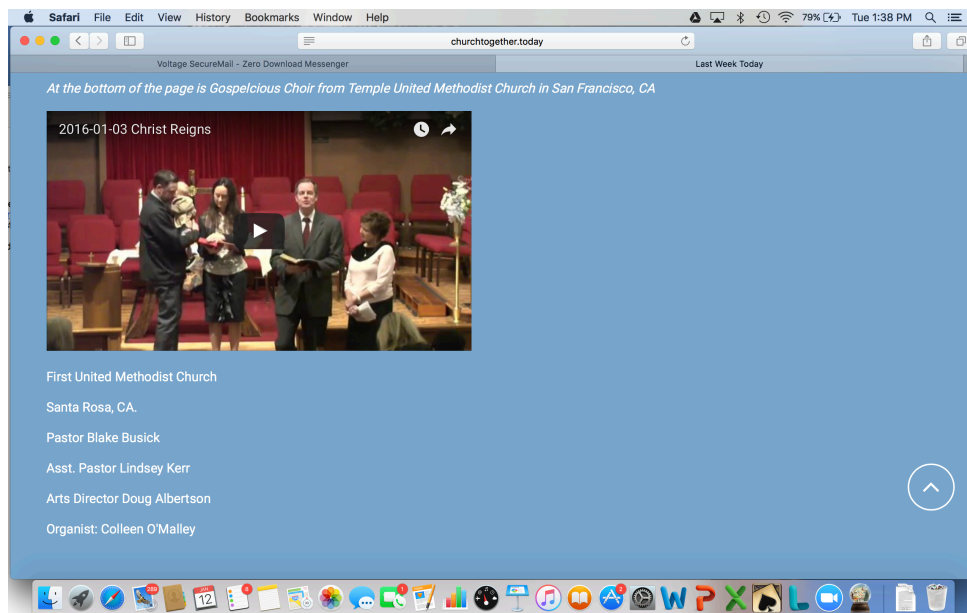 Safari File Edit View History Bookmarks Window Help 79% Tue 1:38 PM
churchtogether.today
Voltage SecureMail - Zero Download Messenger Last Week Today
At the bottom of the page is Gospelcious Choir from Temple United Methodist Church in San Francisco, CA
2016-01-03 Christ Reigns
First United Methodist Church
Santa Rosa, CA.
Pastor Blake Busick
Asst. Pastor Lindsey Kerr
Arts Director Doug Albertson
Organist: Colleen O'Malley
JAN
12